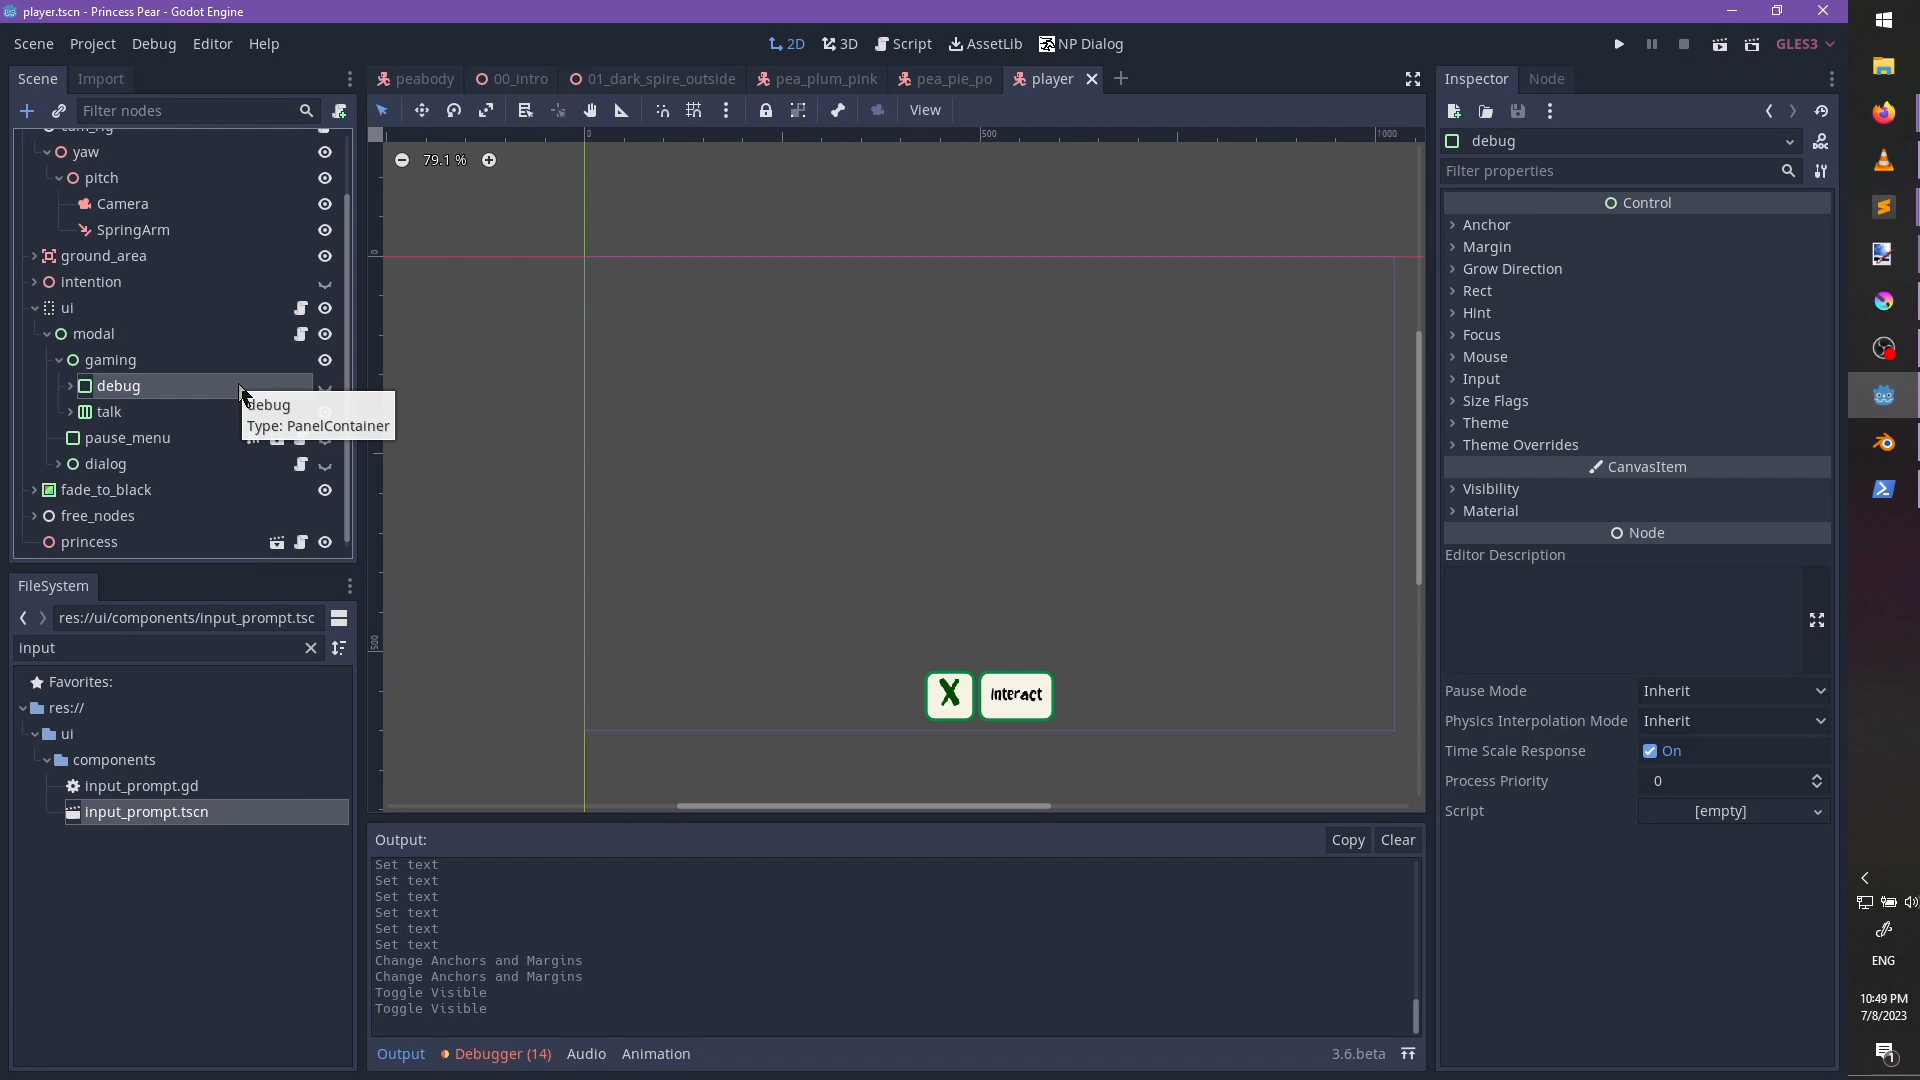 player.tscn - Princess Pear - Godot Engine
Scene Project Debug Editor Help
2D 3D Script AssetLib NP Dialog
GLES3
Scene Import
peabody 00_intro 01_dark_spire_outside pea_plum_pink pea_pie_po player
Inspector Node
Filter nodes
View
debug
Filter properties
cam_rig
yaw
pitch
Camera
SpringArm
ground_area
intention
ui
modal
gaming
debug
talk
pause_menu
dialog
fade_to_black
free_nodes
princess
debug
Type: PanelContainer
0 500 1000
79.1 %
0
500
X interact
Control
Anchor
Margin
Grow Direction
Rect
Hint
Focus
Mouse
Input
Size Flags
Theme
Theme Overrides
CanvasItem
Visibility
Material
Node
Editor Description
Pause Mode Inherit
Physics Interpolation Mode Inherit
Time Scale Response On
Process Priority 0
Script [empty]
FileSystem
res://ui/components/input_prompt.tsc
input
Favorites:
res://
ui
components
input_prompt.gd
input_prompt.tscn
Output: Copy Clear
Set text
Set text
Set text
Set text
Set text
Set text
Change Anchors and Margins
Change Anchors and Margins
Toggle Visible
Toggle Visible
Output Debugger (14) Audio Animation 3.6.beta
ENG
10:49 PM
7/8/2023
1